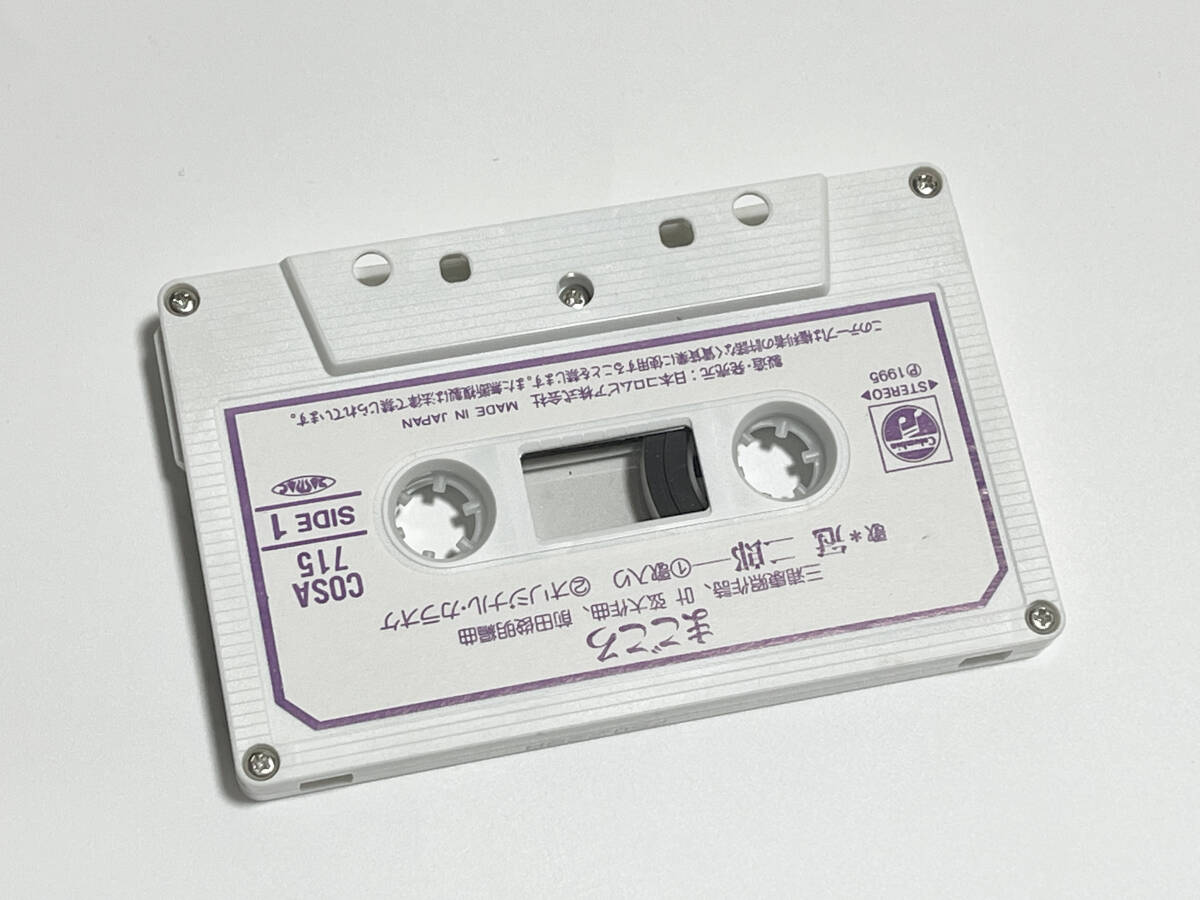 まごころ
三浦康照作詩、叶 弦大作曲、前田俊明編曲
①歌入り ②オリジナル・カラオケ
歌＊冠 二郎
COSA
715
SIDE 1
JASRAC
Columbia
◀STEREO▶
Ⓟ1995
製造・発売元：日本コロムビア株式会社 MADE IN JAPAN
このテープは権利者の許諾なく賃貸業に使用することを禁じます。また無断複製は法律で禁じられています。